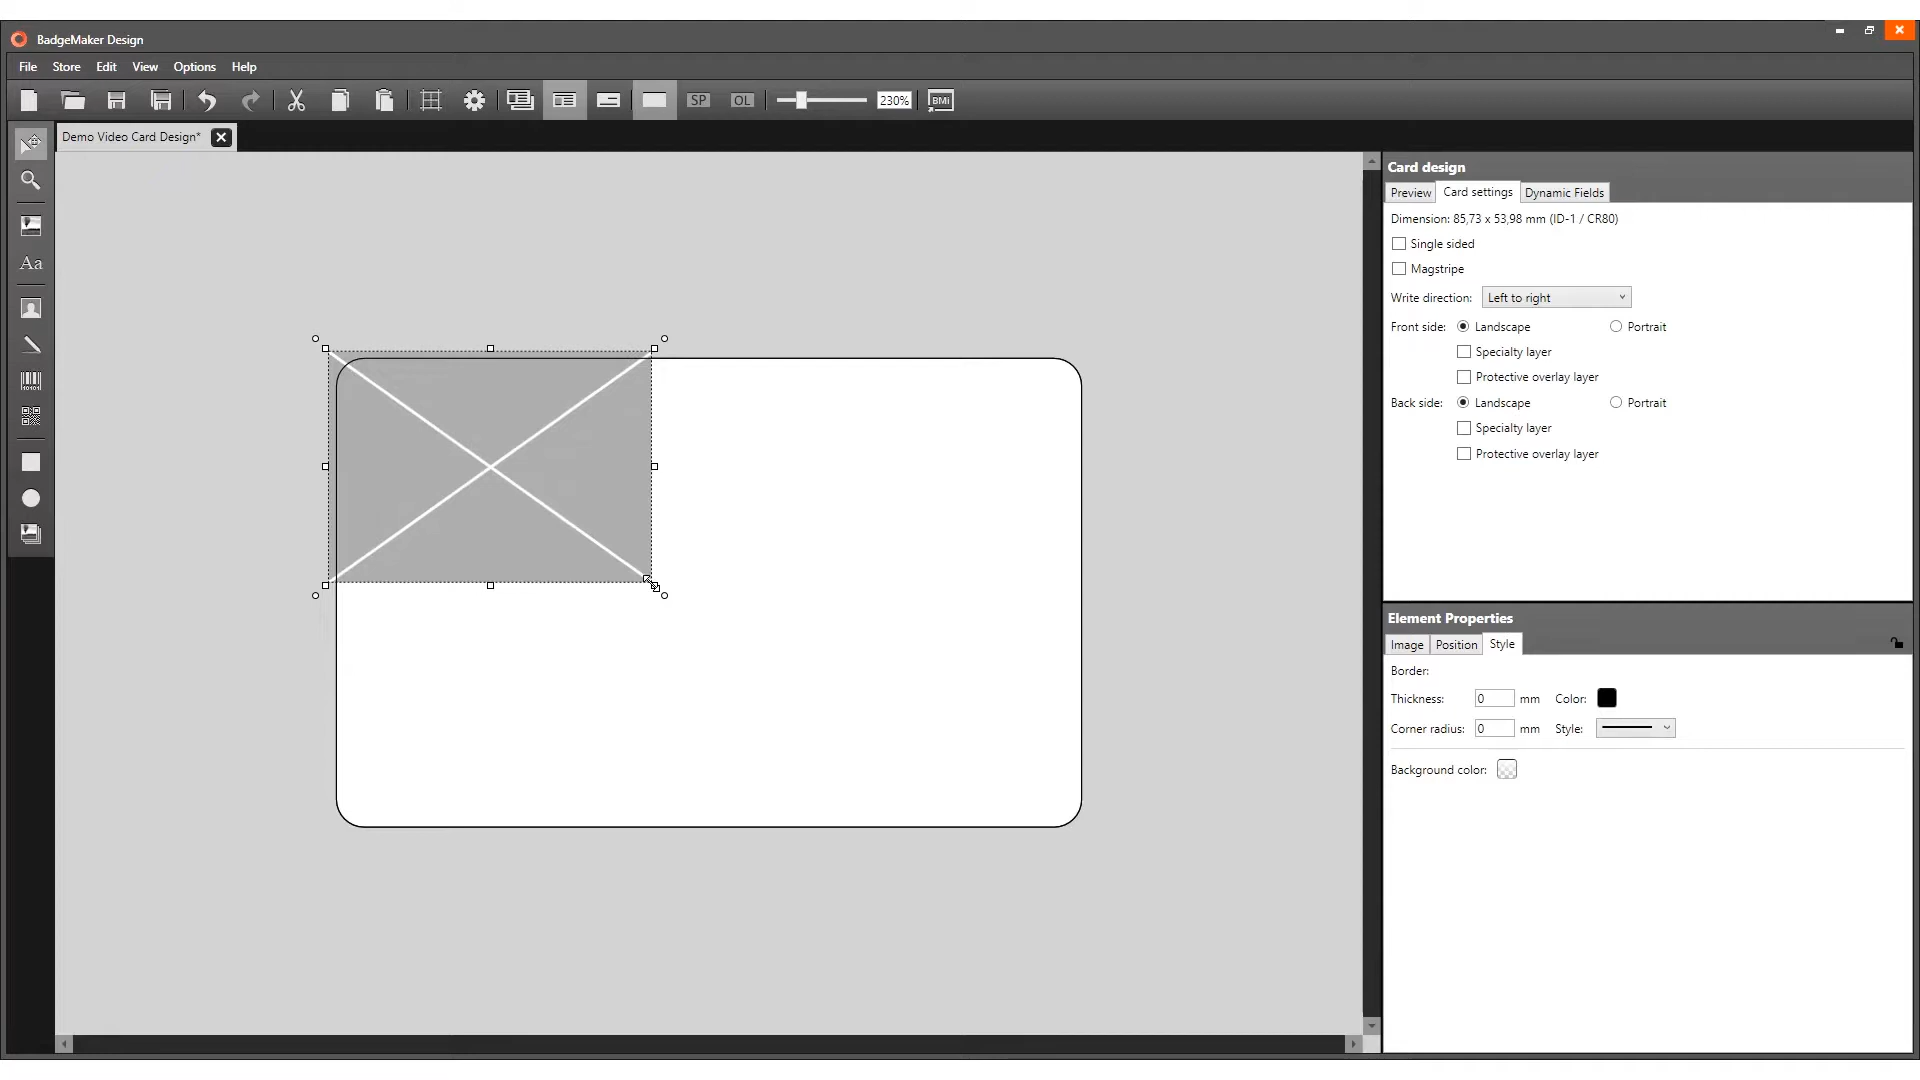 BadgeMaker Design
File Store Edit View Options Help
SP OL 230% BMi
Demo Video Card Design*
Aa
Card design
Preview Card settings Dynamic Fields
Dimension: 85,73 x 53,98 mm (ID-1 / CR80)
Single sided
Magstripe
Write direction: Left to right
Front side: Landscape Portrait
Specialty layer
Protective overlay layer
Back side: Landscape Portrait
Specialty layer
Protective overlay layer
Element Properties
Image Position Style
Border:
Thickness: 0 mm Color:
Corner radius: 0 mm Style:
Background color: